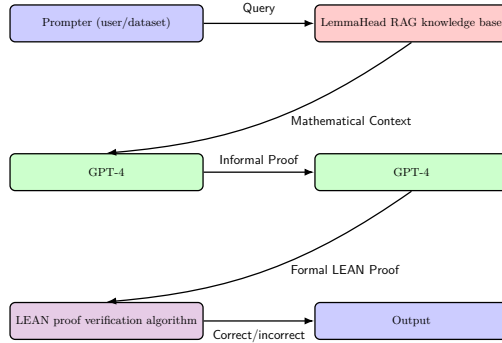 Query
Prompter (user/dataset)
LemmaHead RAG knowledge base
Mathematical Context
Informal Proof
GPT-4
GPT-4
Formal LEAN Proof
LEAN proof verification algorithm
Output
Correct/incorrect